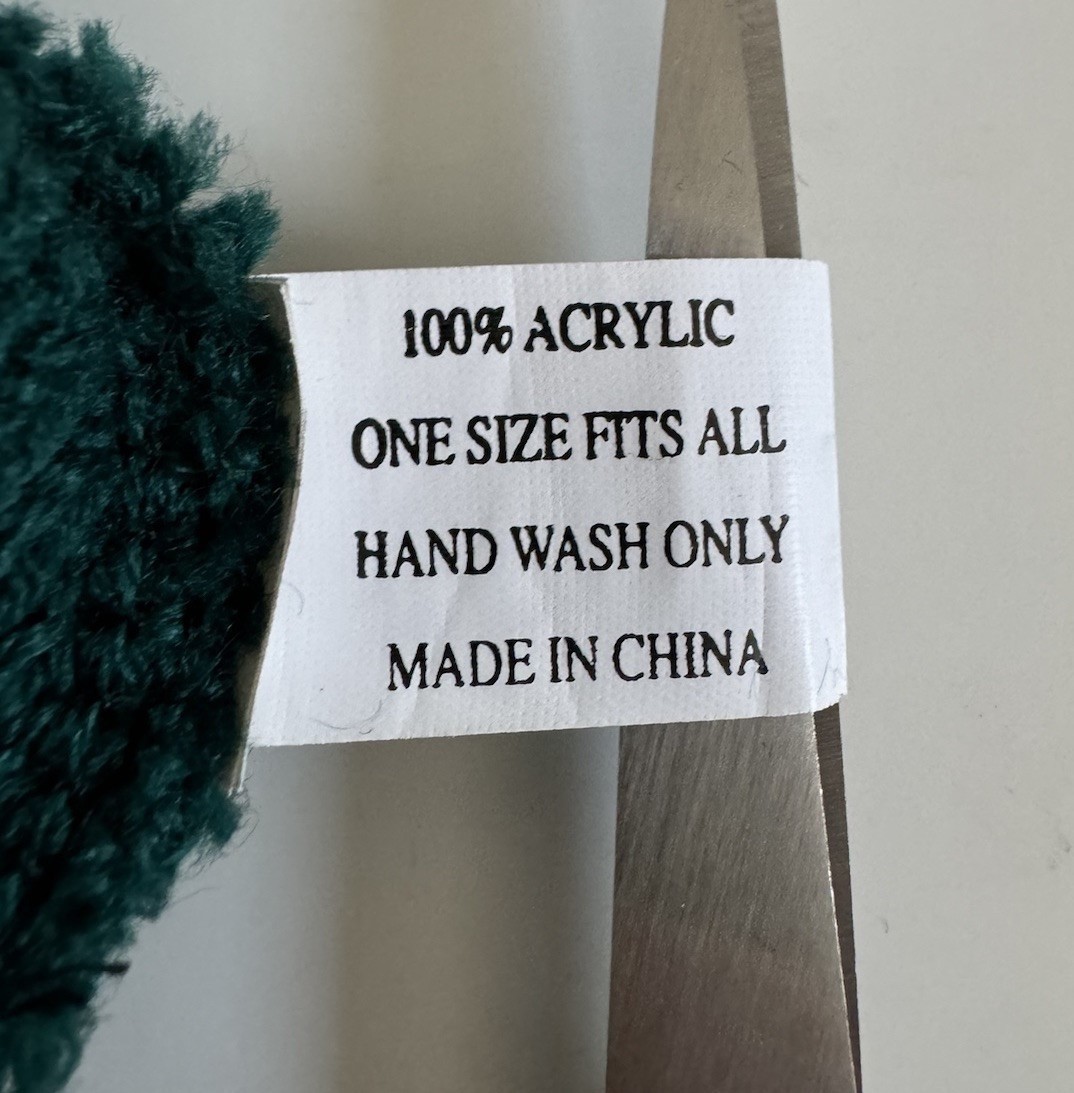 100% ACRYLIC
ONE SIZE FITS ALL
HAND WASH ONLY
MADE IN CHINA